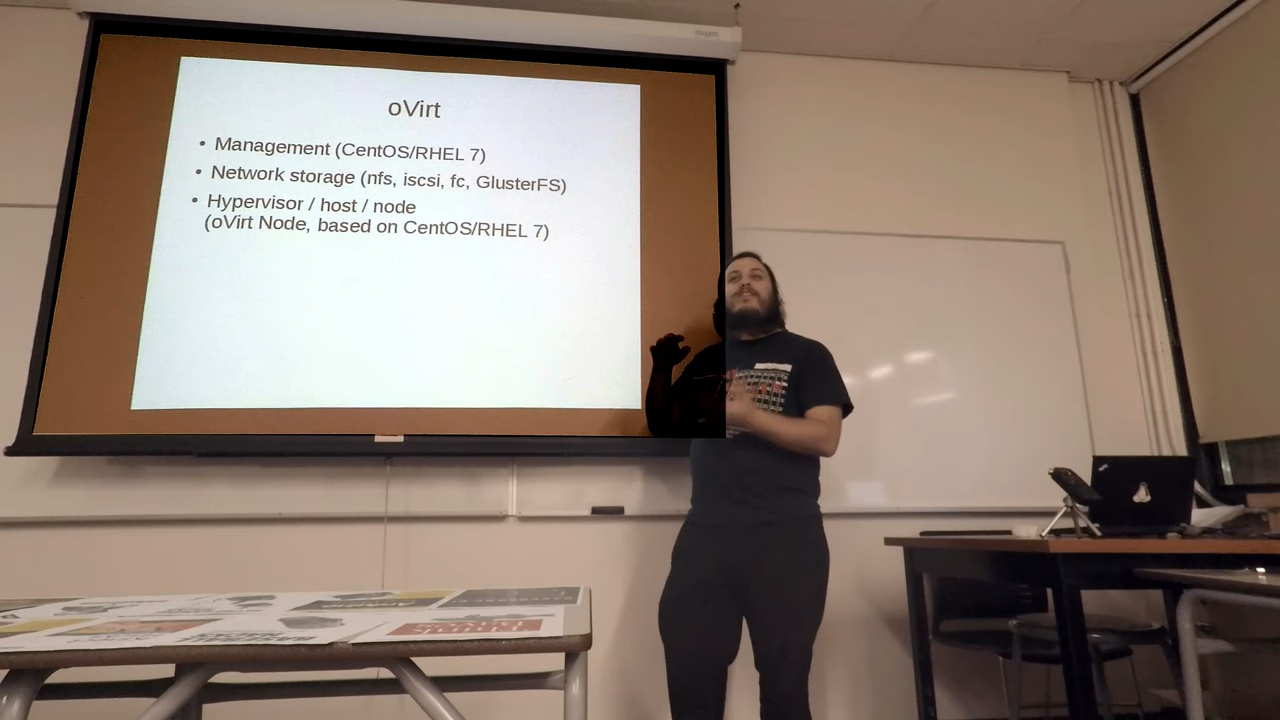 oVirt
• Management (CentOS/RHEL 7)
• Network storage (nfs, iscsi, fc, GlusterFS)
• Hypervisor / host / node
(oVirt Node, based on CentOS/RHEL 7)